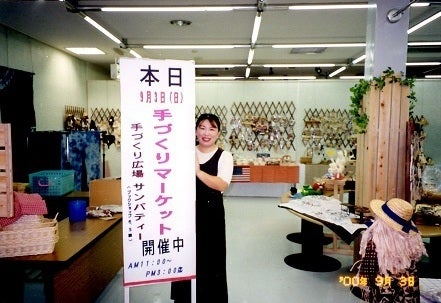 本日
9月3日(日)
手づくりマーケット
手づくり広場 サンバティー
開催中
AM11:00〜
PM3:00迄
'00 9 3